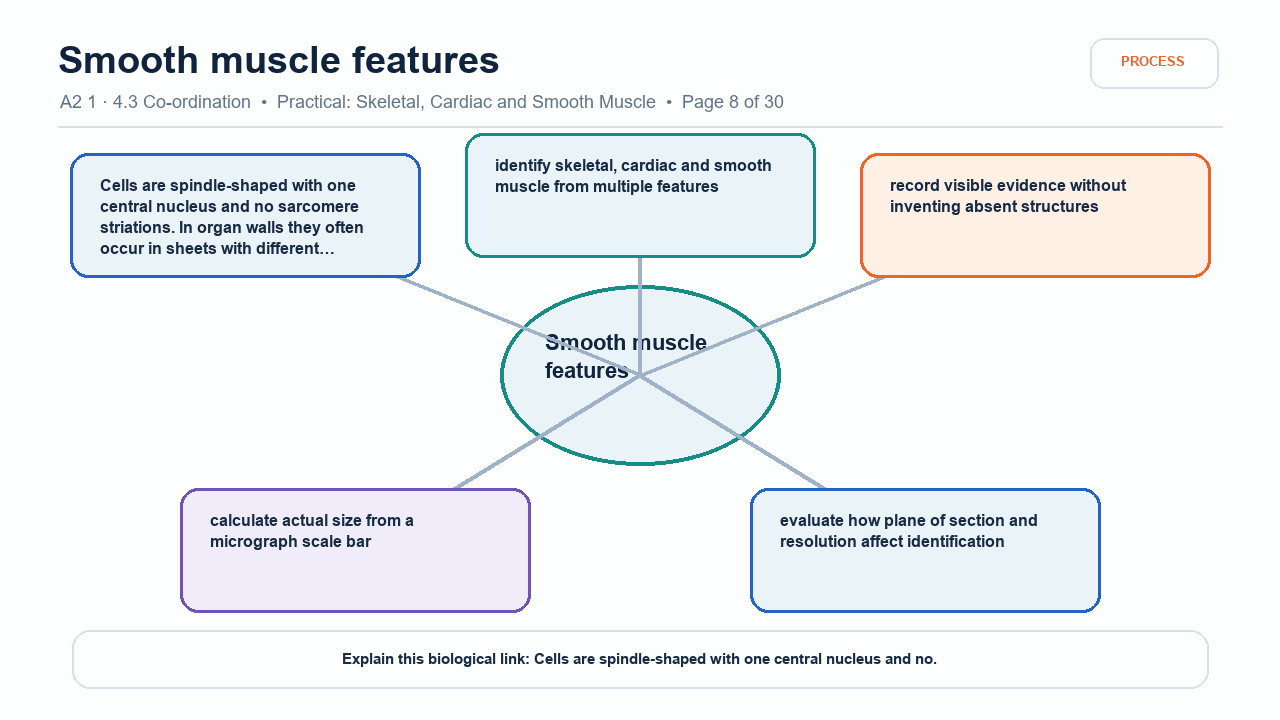 Smooth muscle features
PROCESS
A2 1 · 4.3 Co-ordination • Practical: Skeletal, Cardiac and Smooth Muscle • Page 8 of 30
Cells are spindle-shaped with one
central nucleus and no sarcomere
striations. In organ walls they often
occur in sheets with different…
identify skeletal, cardiac and smooth
muscle from multiple features
record visible evidence without
inventing absent structures
Smooth muscle
features
calculate actual size from a
micrograph scale bar
evaluate how plane of section and
resolution affect identification
Explain this biological link: Cells are spindle-shaped with one central nucleus and no.